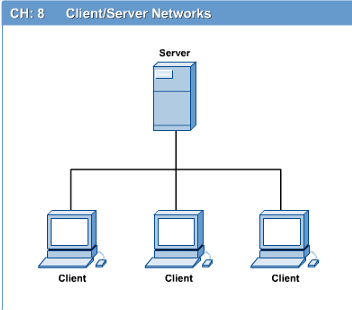 CH: 8 Client/Server Networks
Server
Client Client Client